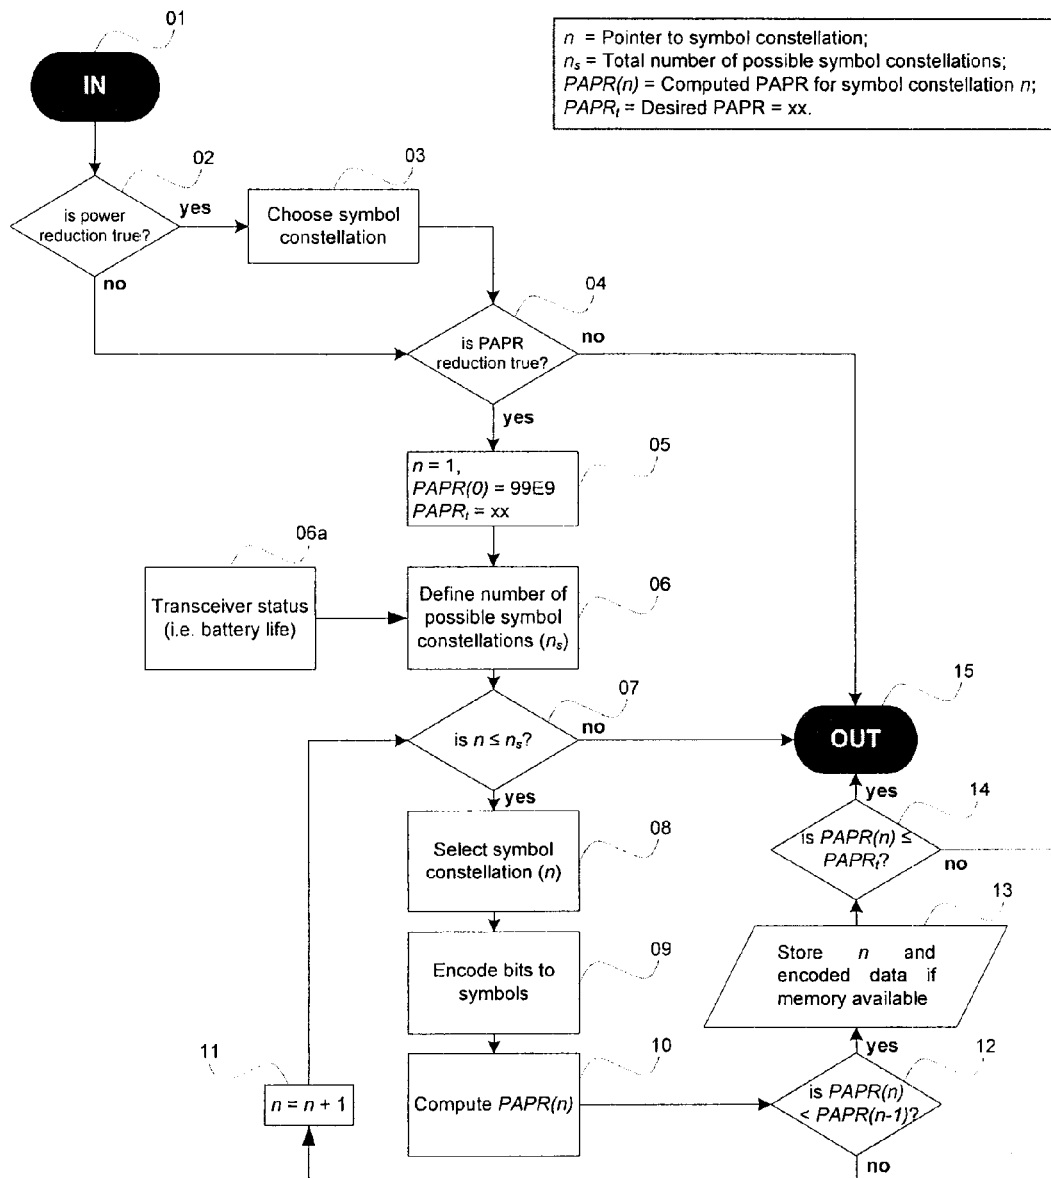 01
IN
n = Pointer to symbol constellation;
nₛ = Total number of possible symbol constellations;
PAPR(n) = Computed PAPR for symbol constellation n;
PAPRₜ = Desired PAPR = xx.
02
is power
reduction true?
yes
no
03
Choose symbol
constellation
04
is PAPR
reduction true?
no
yes
05
n = 1,
PAPR(0) = 99E9
PAPRₜ = xx
06a
Transceiver status
(i.e. battery life)
06
Define number of
possible symbol
constellations (nₛ)
07
is n ≤ nₛ?
no
yes
15
OUT
08
Select symbol
constellation (n)
yes
14
is PAPR(n) ≤
PAPRₜ?
no
09
Encode bits to
symbols
13
Store n and
encoded data if
memory available
10
Compute PAPR(n)
yes
12
is PAPR(n)
< PAPR(n-1)?
no
11
n = n + 1